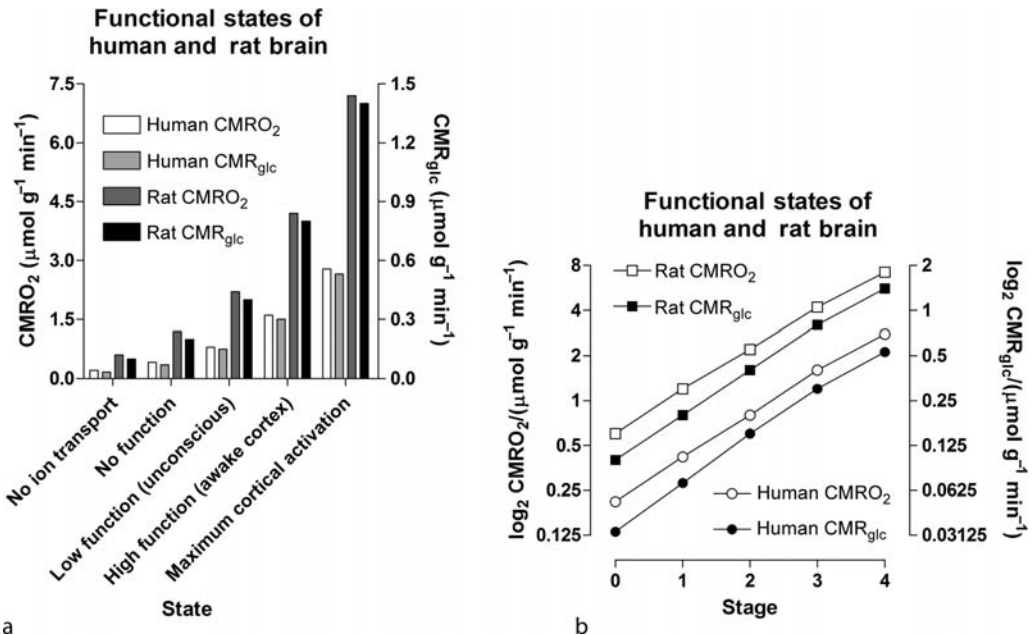 Functional states of
human and rat brain
7.5
6.0
4.5
3.0
1.5
0.0
CMRO2 (μmol g–1 min–1)
1.5
1.2
0.9
0.6
0.3
0.0
CMRglc (μmol g–1 min–1)
Human CMRO2
Human CMRglc
Rat CMRO2
Rat CMRglc
No ion transport
No function
Low function (unconscious)
High function (awake cortex)
Maximum cortical activation
State
a
Functional states of
human and rat brain
8
4
2
1
0.5
0.25
0.125
log2 CMRO2/(μmol g–1 min–1)
2
1
0.5
0.25
0.125
0.0625
0.03125
log2 CMRglc/(μmol g–1 min–1)
Rat CMRO2
Rat CMRglc
Human CMRO2
Human CMRglc
0 1 2 3 4
Stage
b